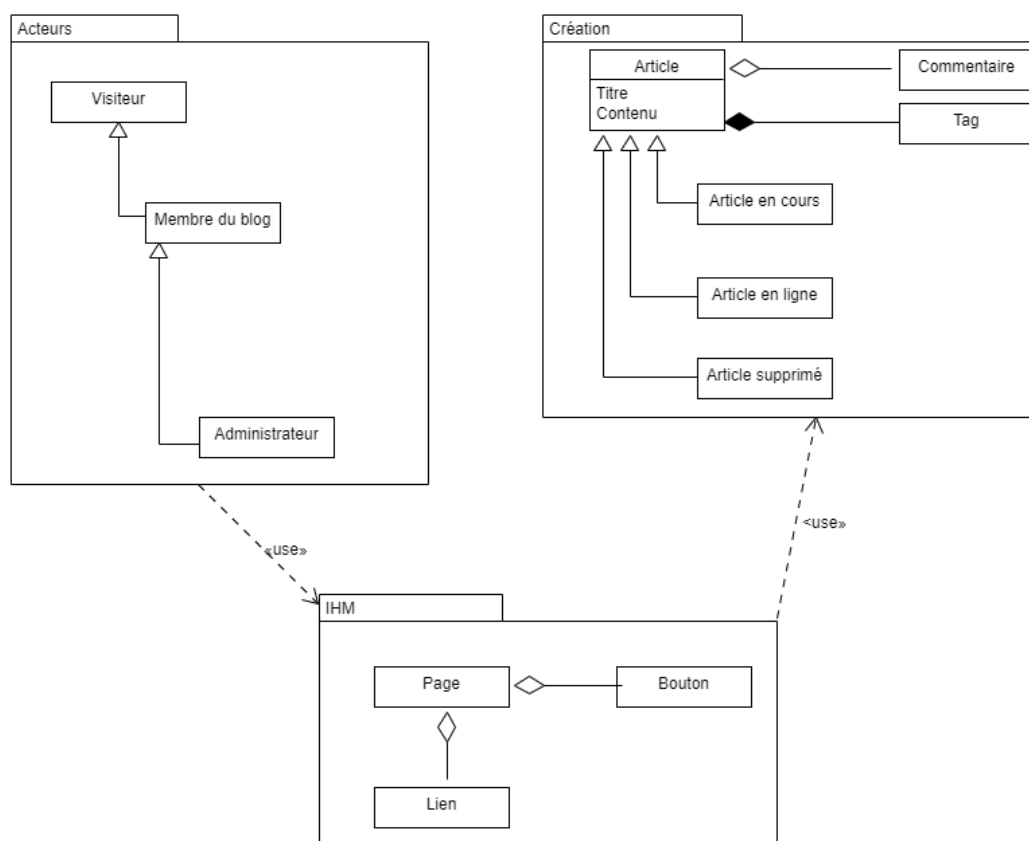 Acteurs
Visiteur
Membre du blog
Administrateur
Création
Article
Titre
Contenu
Commentaire
Tag
Article en cours
Article en ligne
Article supprimé
«use»
<use»
IHM
Page
Bouton
Lien